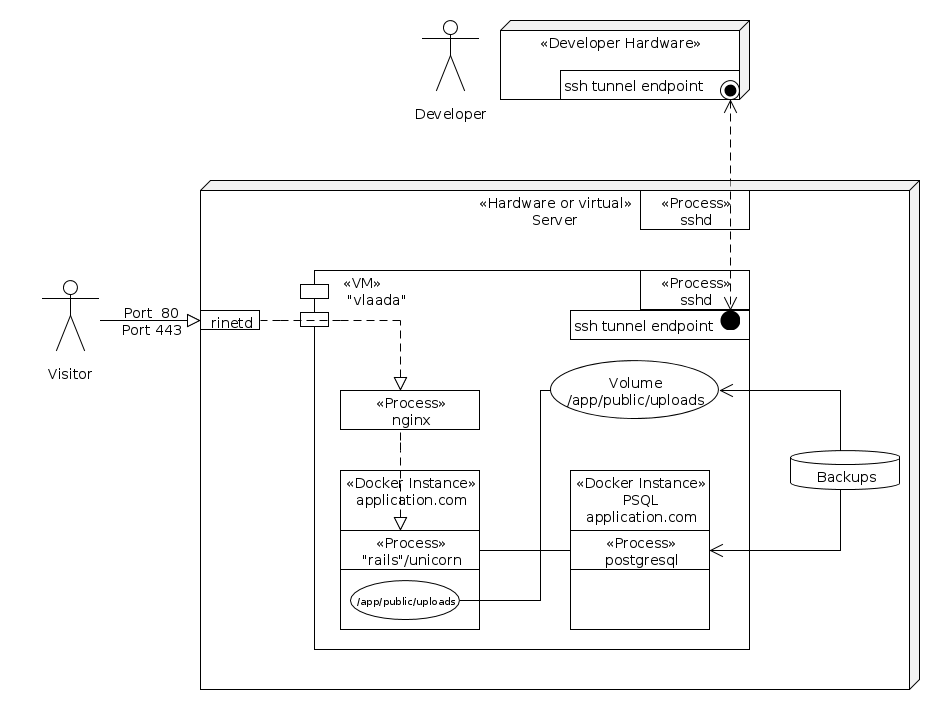 «Developer Hardware»
ssh tunnel endpoint
Developer
«Hardware or virtual»
Server
«Process»
sshd
«VM»
"vlaada"
«Process»
sshd
Port 80
Port 443
rinetd
ssh tunnel endpoint
Visitor
Volume
/app/public/uploads
«Process»
nginx
Backups
«Docker Instance»
application.com
«Docker Instance»
PSQL
application.com
«Process»
"rails"/unicorn
«Process»
postgresql
/app/public/uploads